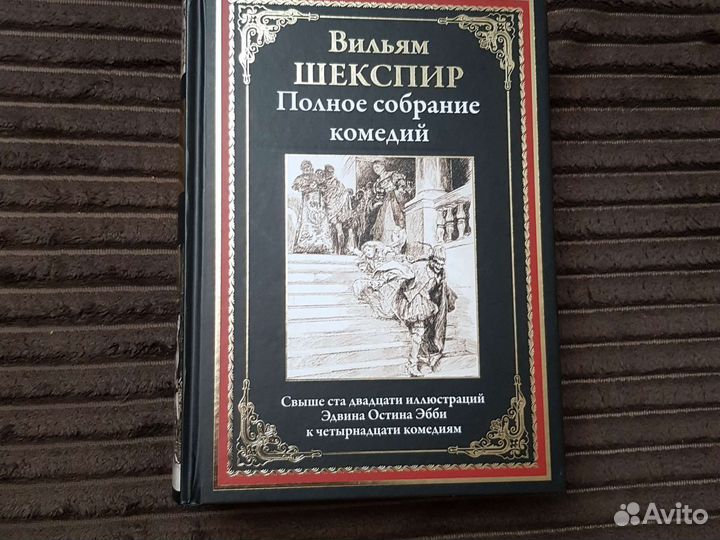 Вильям
ШЕКСПИР
Полное собрание
комедий
Свыше ста двадцати иллюстраций
Эдвина Остина Эбби
к четырнадцати комедиям
Avito